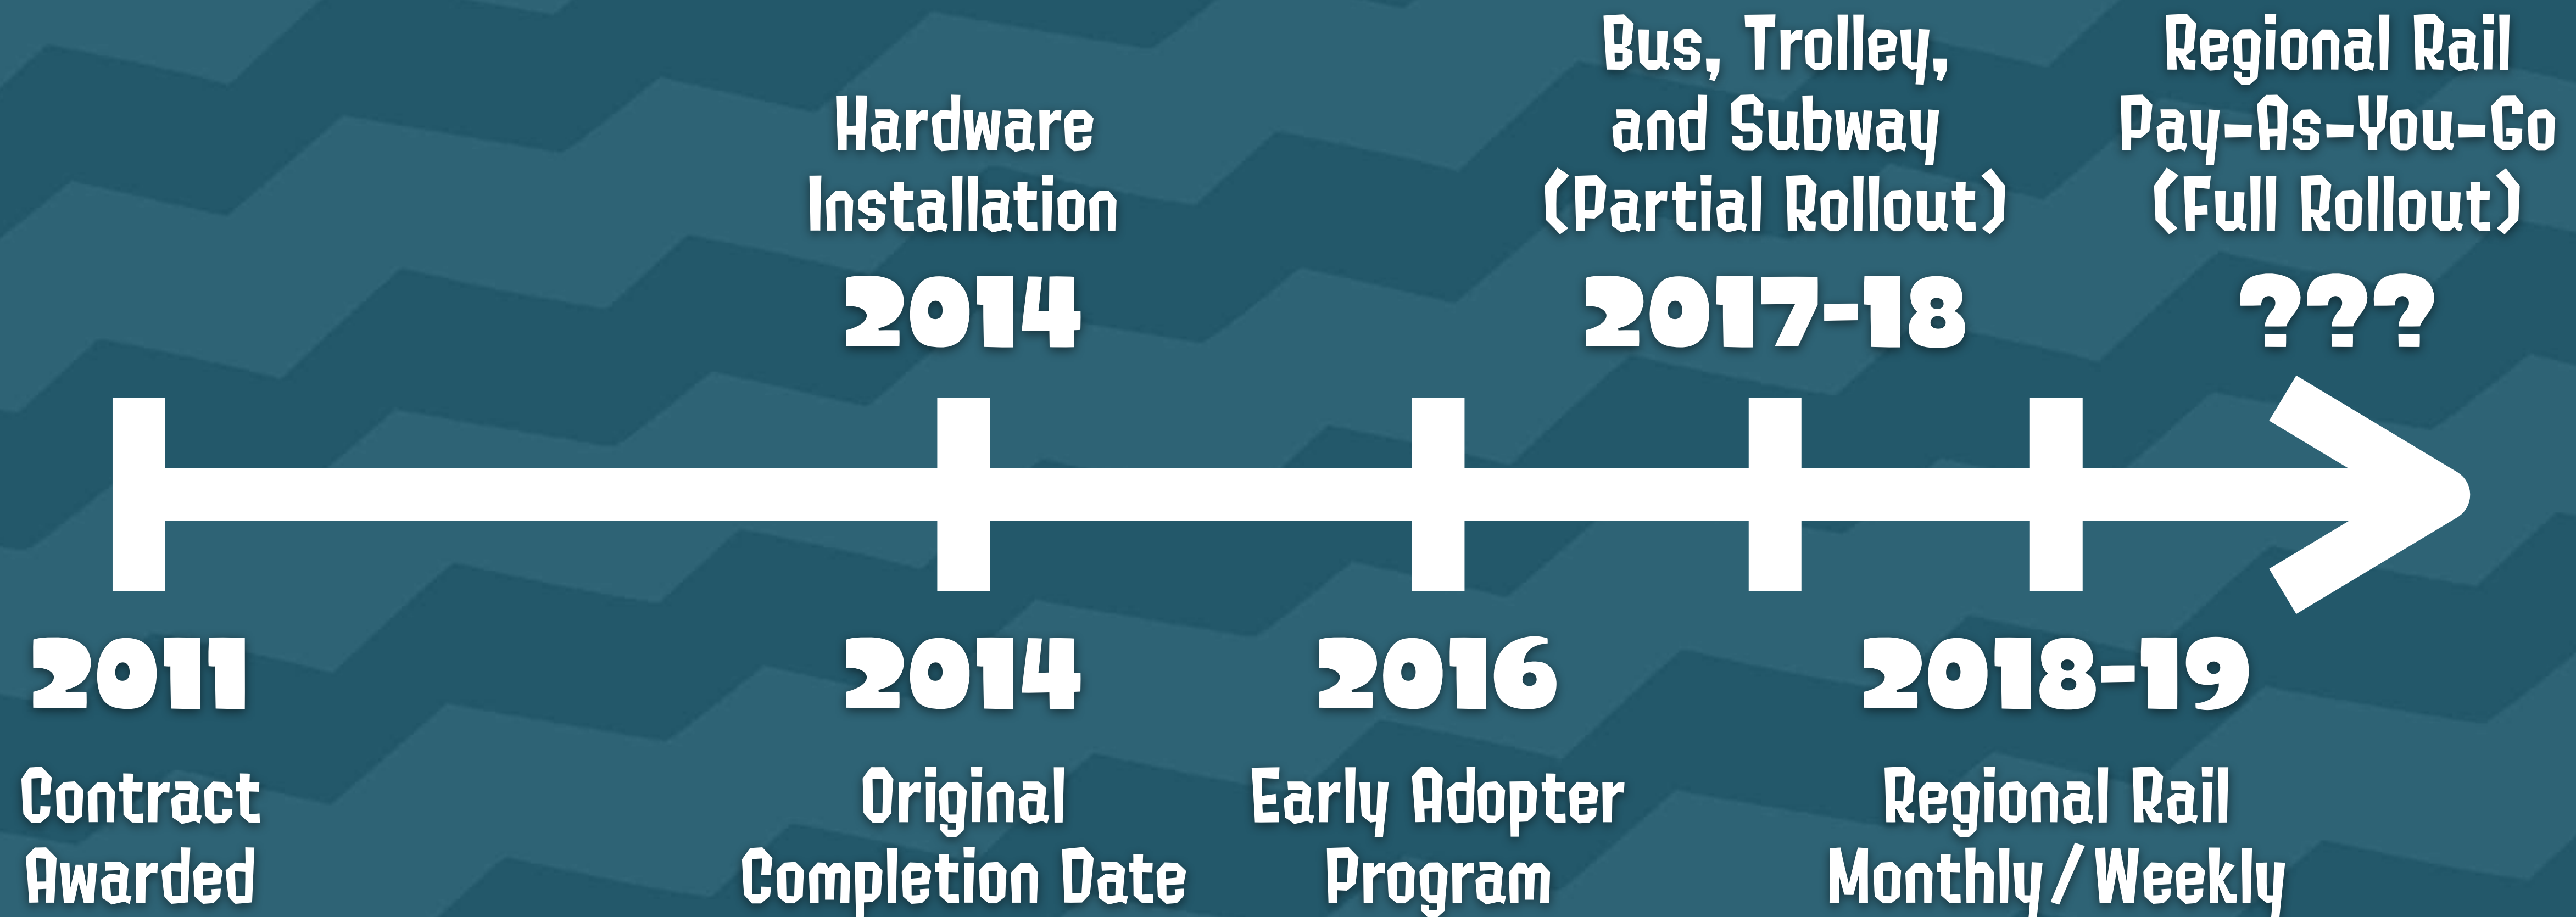 Hardware
Installation
2014
Bus, Trolley,
and Subway
(Partial Rollout)
2017-18
Regional Rail
Pay-As-You-Go
(Full Rollout)
???
2011
Contract
Awarded
2014
Original
Completion Date
2016
Early Adopter
Program
2018-19
Regional Rail
Monthly/Weekly